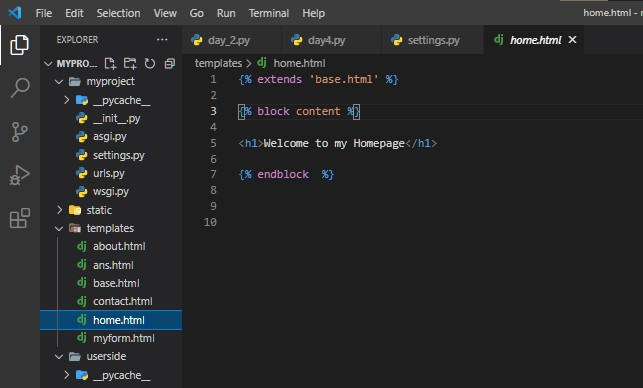 File Edit Selection View Go Run Terminal Help home.html -
EXPLORER
MYPRO...
myproject
__pycache__
__init__.py
asgi.py
settings.py
urls.py
wsgi.py
static
templates
about.html
ans.html
base.html
contact.html
home.html
myform.html
userside
__pycache__
day_2.py day4.py settings.py home.html
templates > home.html
1 {% extends 'base.html' %}
2
3 {% block content %}
4
5 <h1>Welcome to my Homepage</h1>
6
7 {% endblock  %}
8
9
10